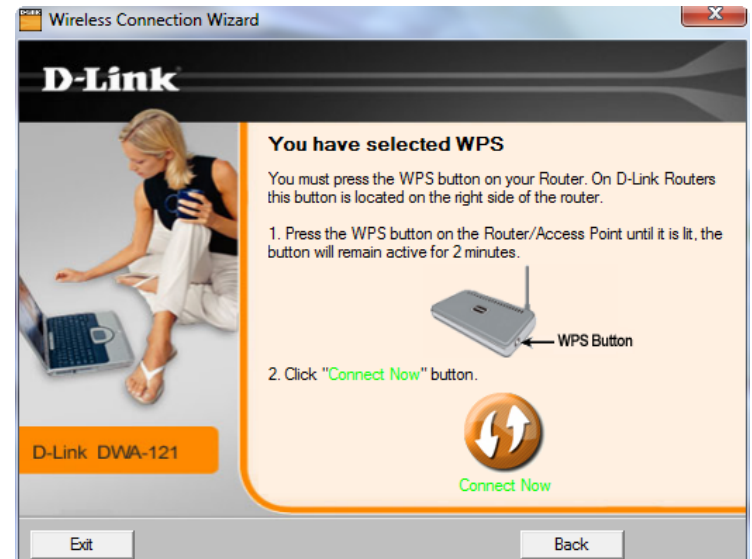 Wireless Connection Wizard
D-Link
You have selected WPS
You must press the WPS button on your Router. On D-Link Routers
this button is located on the right side of the router.
1. Press the WPS button on the Router/Access Point until it is lit, the
button will remain active for 2 minutes.
WPS Button
2. Click "Connect Now" button.
Connect Now
D-Link DWA-121
Exit
Back